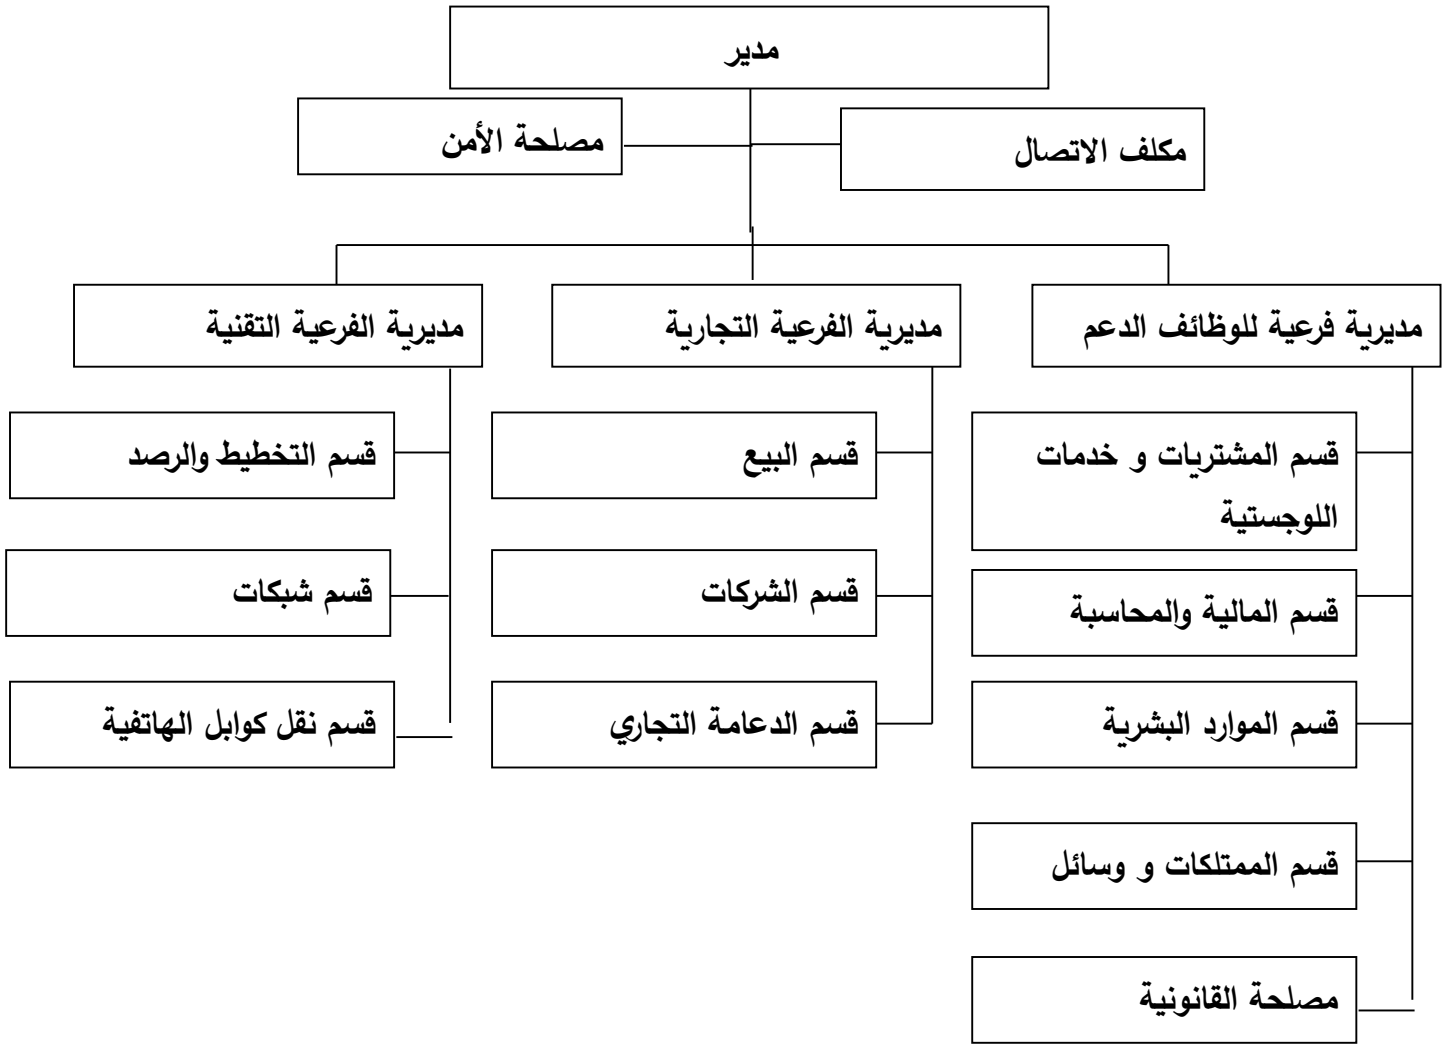 مدير
مكلف الاتصال
مصلحة الأمن
مديرية فرعية للوظائف الدعم
مديرية الفرعية التجارية
مديرية الفرعية التقنية
قسم المشتريات و خدمات
اللوجستية
قسم البيع
قسم التخطيط والرصد
قسم المالية والمحاسبة
قسم الشركات
قسم شبكات
قسم الموارد البشرية
قسم الدعامة التجاري
قسم نقل كوابل الهاتفية
قسم الممتلكات و وسائل
مصلحة القانونية